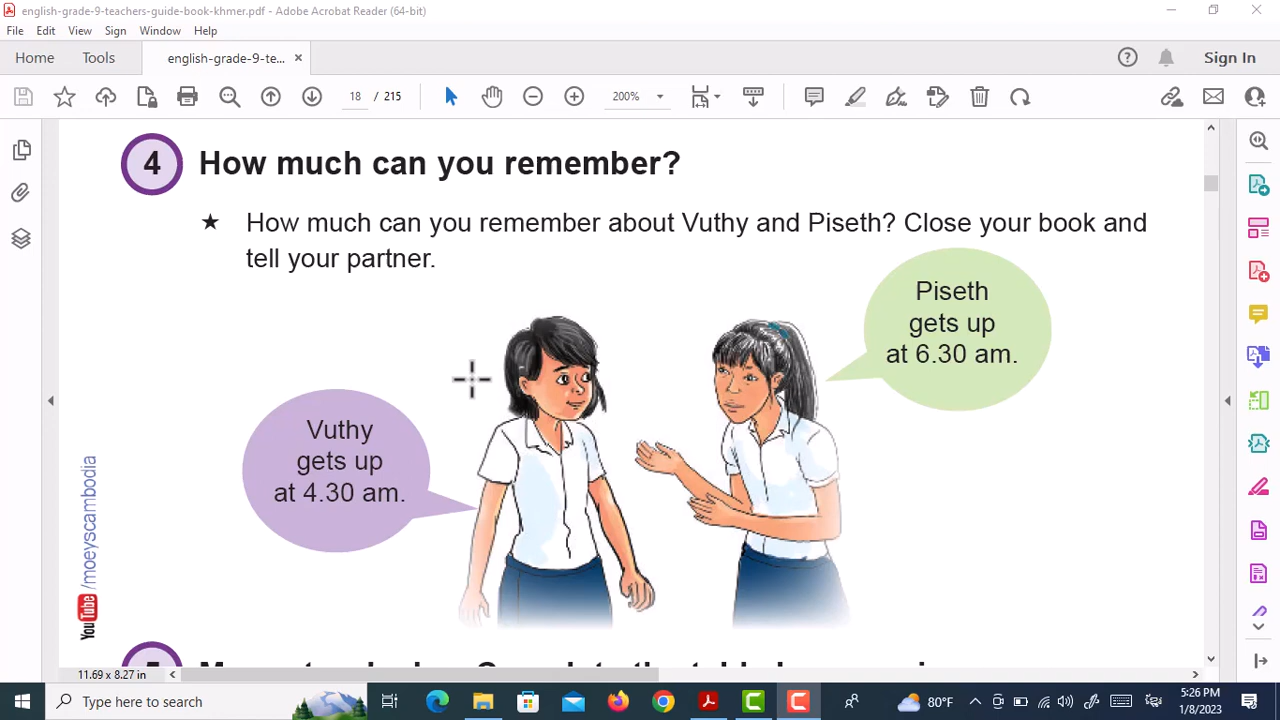 english-grade-9-teachers-guide-book-khmer.pdf - Adobe Acrobat Reader (64-bit)
File Edit View Sign Window Help
Home Tools english-grade-9-te... × Sign In
18 / 215 200%
4 How much can you remember?
★ How much can you remember about Vuthy and Piseth? Close your book and
tell your partner.
Piseth
gets up
at 6.30 am.
Vuthy
gets up
at 4.30 am.
YouTube /moeyscambodia
11.69 x 8.27 in
Type here to search
80°F
5:26 PM
1/8/2023